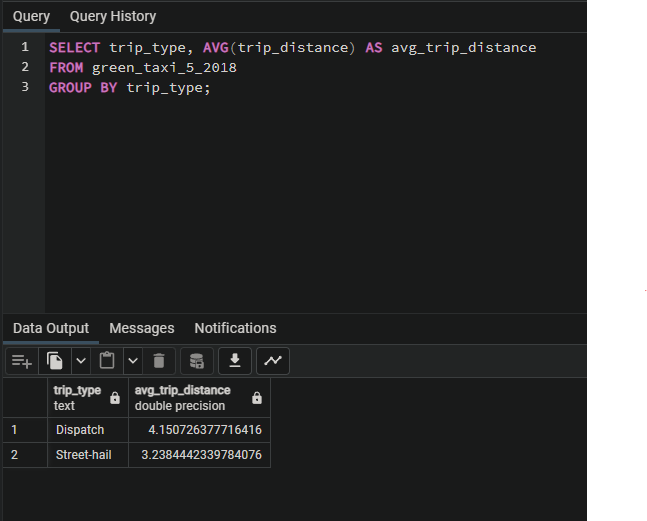 Query Query History
1 SELECT trip_type, AVG(trip_distance) AS avg_trip_distance
2 FROM green_taxi_5_2018
3 GROUP BY trip_type;
Data Output Messages Notifications
trip_type avg_trip_distance
text double precision
1 Dispatch 4.150726377716416
2 Street-hail 3.2384442339784076